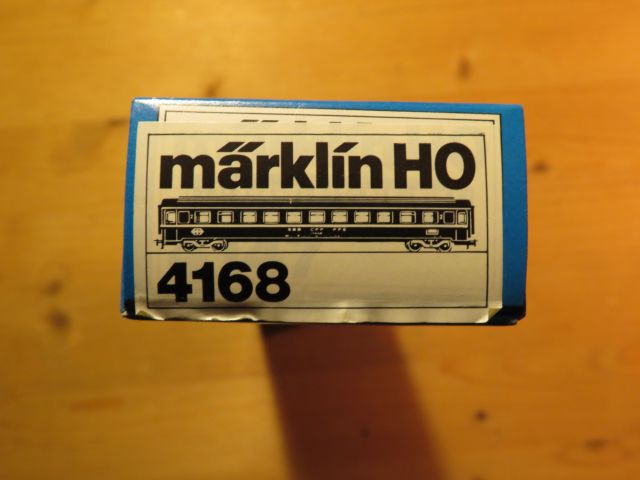 märklin HO
SBB CFF FFS
4168